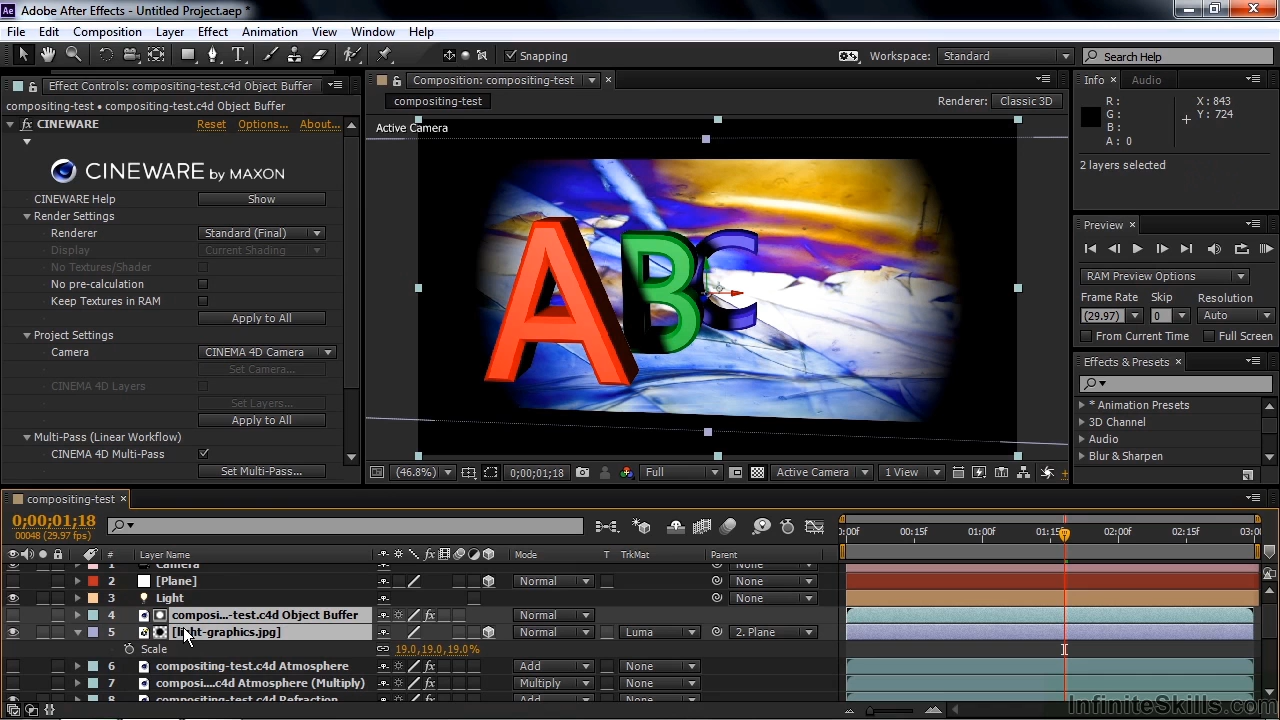 Adobe After Effects - Untitled Project.aep *
File Edit Composition Layer Effect Animation View Window Help
Snapping Workspace: Standard Search Help
Effect Controls: compositing-test.c4d Object Buffer
compositing-test • compositing-test.c4d Object Buffer
fx CINEWARE Reset Options... About...
CINEWARE BY MAXON
CINEWARE Help Show
Render Settings
Renderer Standard (Final)
Display Current Shading
No Textures/Shader
No pre-calculation
Keep Textures in RAM
Apply to All
Project Settings
Camera CINEMA 4D Camera
Set Camera...
CINEMA 4D Layers
Set Layers...
Apply to All
Multi-Pass (Linear Workflow)
CINEMA 4D Multi-Pass
Set Multi-Pass...
Composition: compositing-test
compositing-test Renderer: Classic 3D
Active Camera
A B C
(46.8%) 0;00;01;18 Full Active Camera 1 View
Info Audio
R : X : 843
G : Y : 724
B :
A : 0
2 layers selected
Preview
RAM Preview Options
Frame Rate Skip Resolution
(29.97) 0 Auto
From Current Time Full Screen
Effects & Presets
* Animation Presets
3D Channel
Audio
Blur & Sharpen
compositing-test
0;00;01;18
00048 (29.97 fps)
0:00f 00:15f 01:00f 01:15f 02:00f 02:15f 03:0
# Layer Name Mode T TrkMat Parent
Camera None
2 [Plane] Normal None
3 Light None
4 composi...-test.c4d Object Buffer Normal
5 [light-graphics.jpg] Normal Luma 2. Plane
Scale 19.0,19.0,19.0%
6 compositing-test.c4d Atmosphere Add None
7 composi....c4d Atmosphere (Multiply) Multiply None
8 compositing-test.c4d Refraction Add None
InfiniteSkills.com